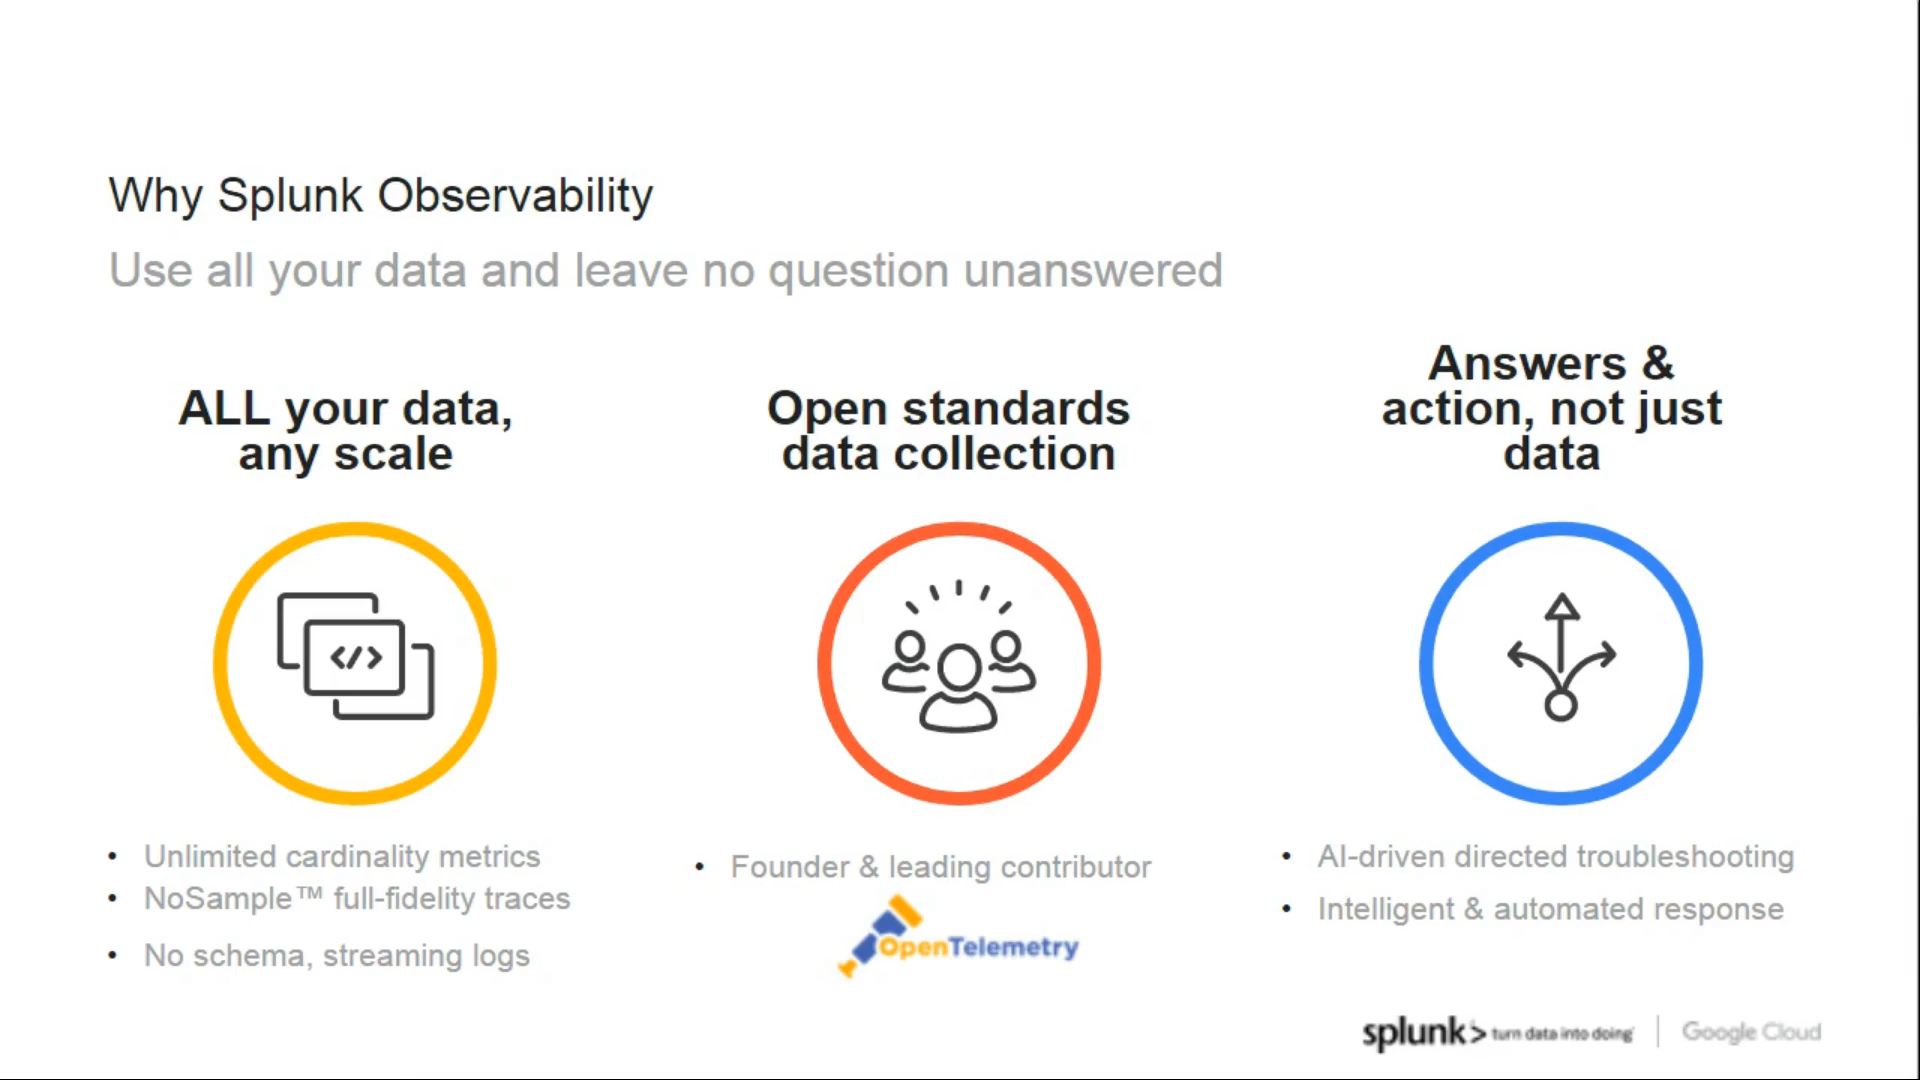 Why Splunk Observability
Use all your data and leave no question unanswered
ALL your data,
any scale
</>
• Unlimited cardinality metrics
• NoSample™ full-fidelity traces
• No schema, streaming logs
Open standards
data collection
• Founder & leading contributor
OpenTelemetry
Answers &
action, not just
data
• AI-driven directed troubleshooting
• Intelligent & automated response
splunk> turn data into doing
Google Cloud